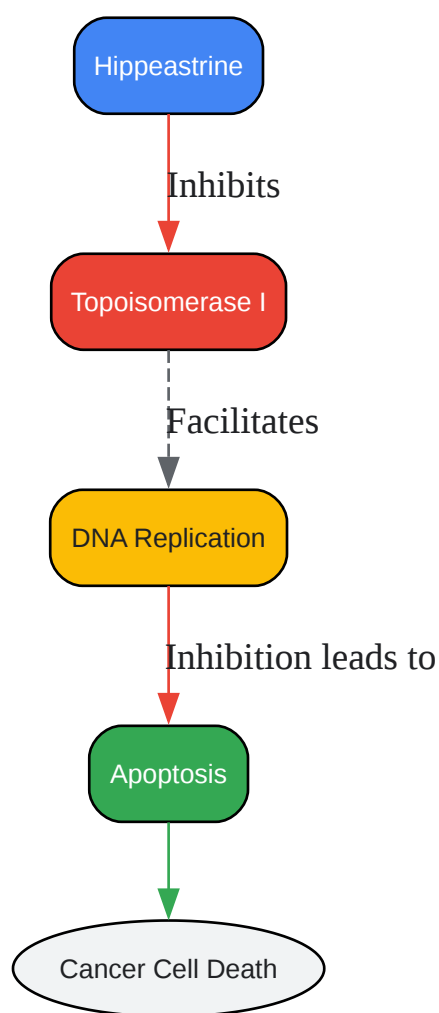 Hippeastrine
Inhibits
Topoisomerase I
Facilitates
DNA Replication
Inhibition leads to
Apoptosis
Cancer Cell Death